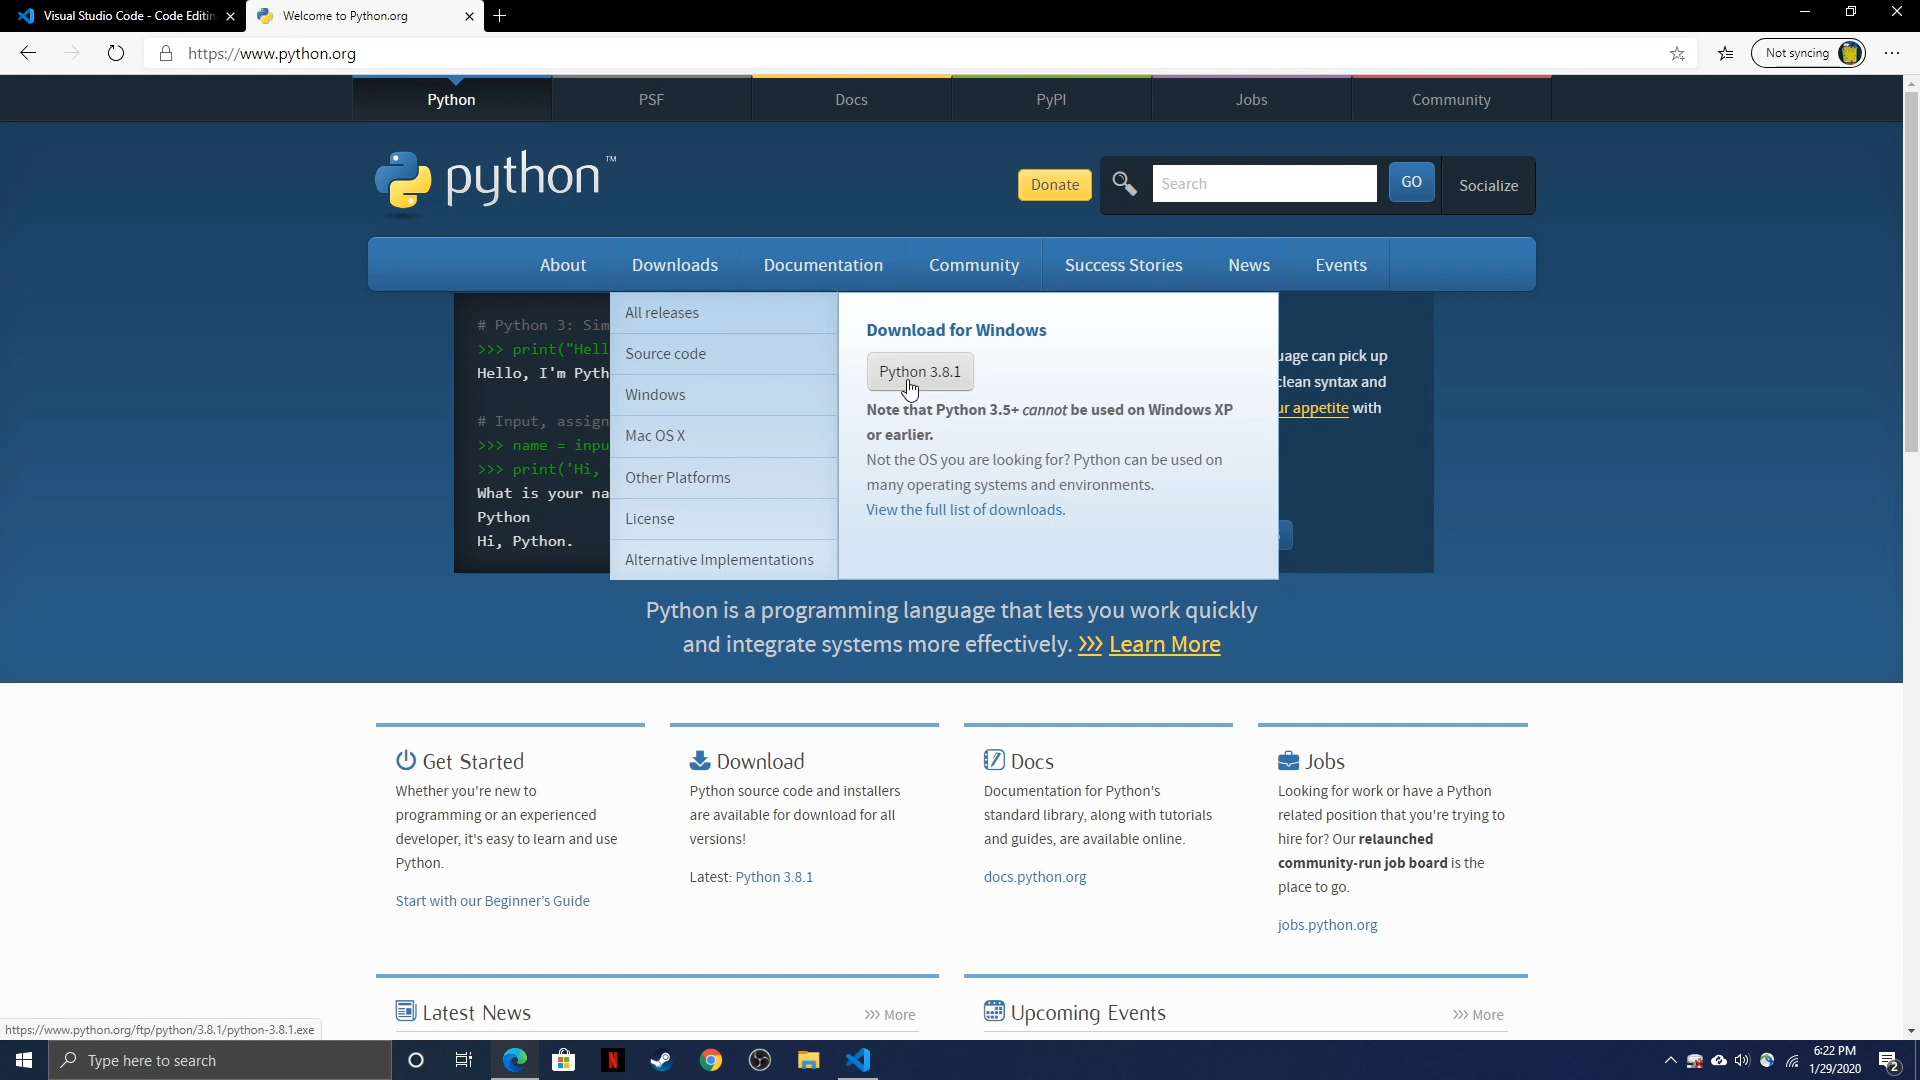 Visual Studio Code - Code Editin
Welcome to Python.org
https://www.python.org
Not syncing
Python
PSF
Docs
PyPI
Jobs
Community
python™
Donate
Search
GO
Socialize
About
Downloads
Documentation
Community
Success Stories
News
Events
# Python 3: Sim
>>> print("Hell
Hello, I'm Pyth
# Input, assign
>>> name = inpu
>>> print('Hi,
What is your na
Python
Hi, Python.
All releases
Source code
Windows
Mac OS X
Other Platforms
License
Alternative Implementations
Download for Windows
Python 3.8.1
Note that Python 3.5+ cannot be used on Windows XP
or earlier.
Not the OS you are looking for? Python can be used on
many operating systems and environments.
View the full list of downloads.
uage can pick up
clean syntax and
ur appetite with
Python is a programming language that lets you work quickly
and integrate systems more effectively. >>> Learn More
Get Started
Whether you're new to
programming or an experienced
developer, it's easy to learn and use
Python.
Start with our Beginner's Guide
Download
Python source code and installers
are available for download for all
versions!
Latest: Python 3.8.1
Docs
Documentation for Python's
standard library, along with tutorials
and guides, are available online.
docs.python.org
Jobs
Looking for work or have a Python
related position that you're trying to
hire for? Our relaunched
community-run job board is the
place to go.
jobs.python.org
Latest News
>>> More
Upcoming Events
>>> More
https://www.python.org/ftp/python/3.8.1/python-3.8.1.exe
Type here to search
N
6:22 PM
1/29/2020
2